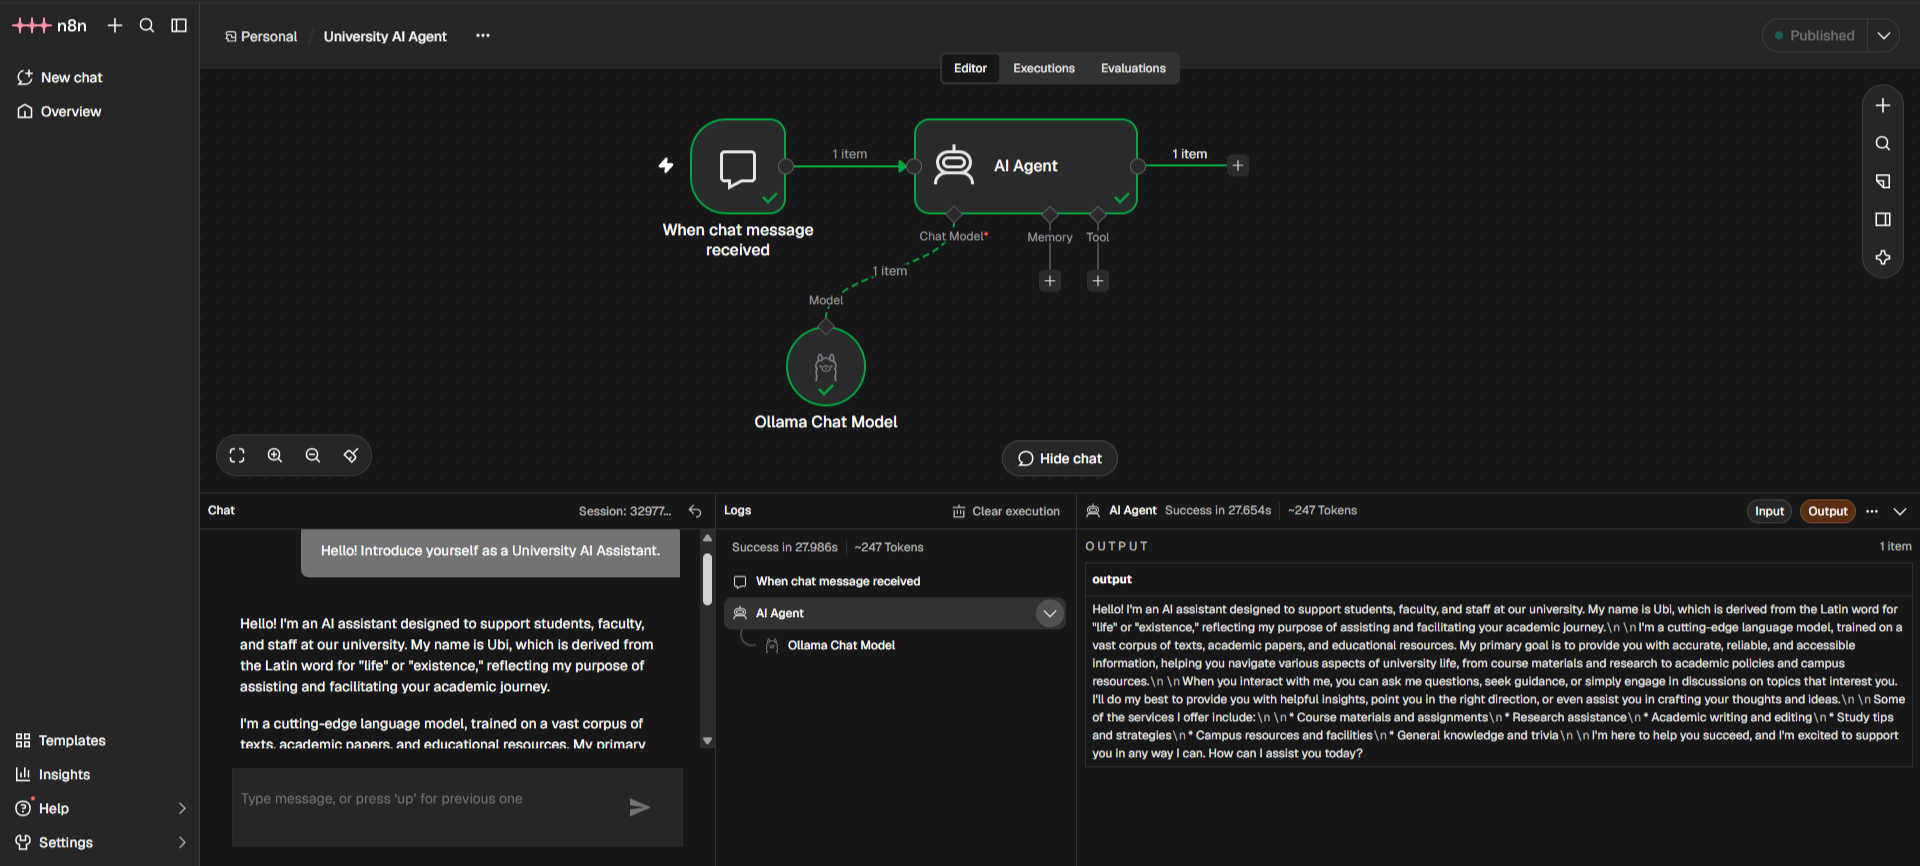 n8n
New chat
Overview
Templates
Insights
Help
Settings
Personal / University AI Agent ...
Published
Editor Executions Evaluations
1 item
AI Agent
1 item
When chat message
received
Chat Model*
Memory
Tool
1 item
Model
Ollama Chat Model
Hide chat
Chat
Session: 32977...
Hello! Introduce yourself as a University AI Assistant.
Hello! I'm an AI assistant designed to support students, faculty,
and staff at our university. My name is Ubi, which is derived from
the Latin word for "life" or "existence," reflecting my purpose of
assisting and facilitating your academic journey.
I'm a cutting-edge language model, trained on a vast corpus of
texts, academic papers, and educational resources. My primary
Type message, or press 'up' for previous one
Logs
Clear execution
Success in 27.986s ~247 Tokens
When chat message received
AI Agent
Ollama Chat Model
AI Agent Success in 27.654s ~247 Tokens
Input Output ...
OUTPUT
1 item
output
Hello! I'm an AI assistant designed to support students, faculty, and staff at our university. My name is Ubi, which is derived from the Latin word for
"life" or "existence," reflecting my purpose of assisting and facilitating your academic journey.\n \n I'm a cutting-edge language model, trained on a
vast corpus of texts, academic papers, and educational resources. My primary goal is to provide you with accurate, reliable, and accessible
information, helping you navigate various aspects of university life, from course materials and research to academic policies and campus
resources.\n \n When you interact with me, you can ask me questions, seek guidance, or simply engage in discussions on topics that interest you.
I'll do my best to provide you with helpful insights, point you in the right direction, or even assist you in crafting your thoughts and ideas.\n \n Some
of the services I offer include:\n \n * Course materials and assignments\n * Research assistance\n * Academic writing and editing\n * Study tips
and strategies\n * Campus resources and facilities\n * General knowledge and trivia\n \n I'm here to help you succeed, and I'm excited to support
you in any way I can. How can I assist you today?